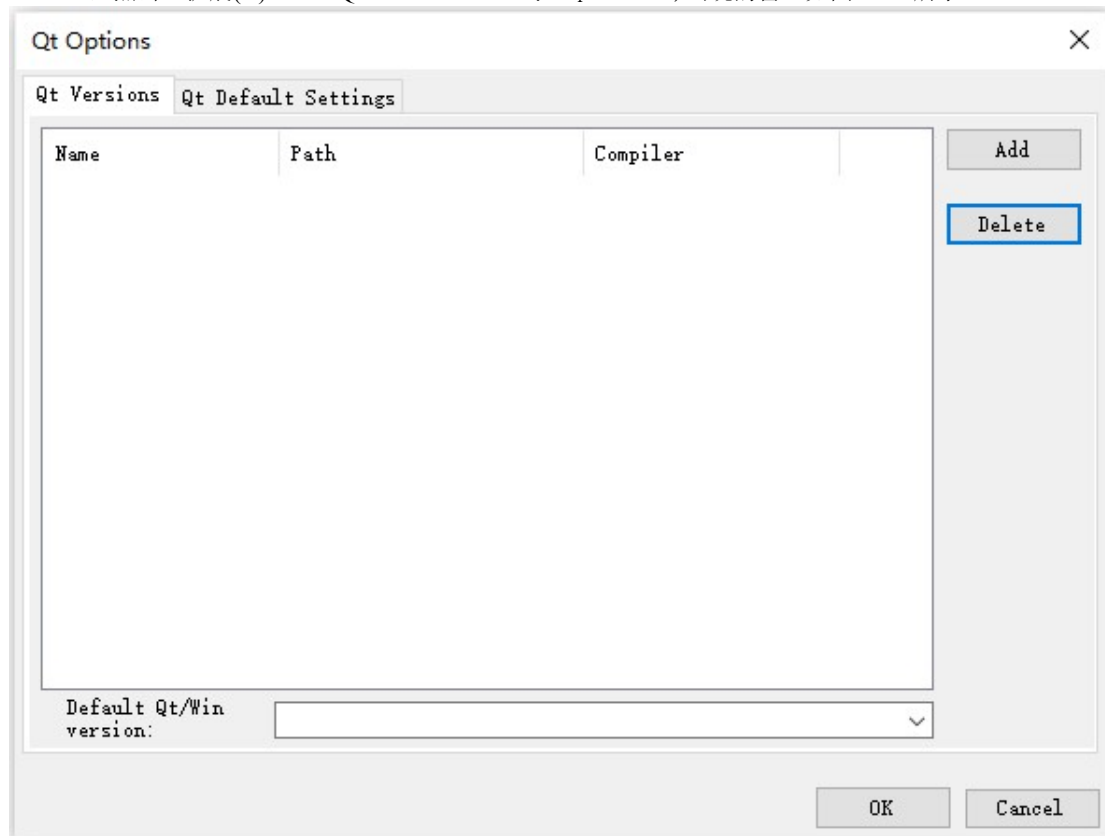 Qt Options
Qt Versions Qt Default Settings
Name Path Compiler
Add
Delete
Default Qt/Win
version:
OK Cancel